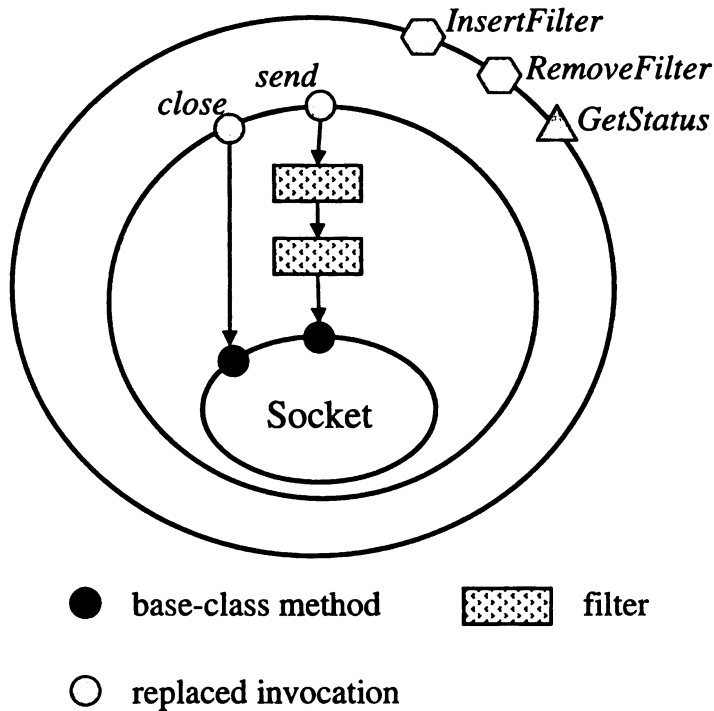 InsertFilter
RemoveFilter
GetStatus
send
close
Socket
base-class method
filter
replaced invocation